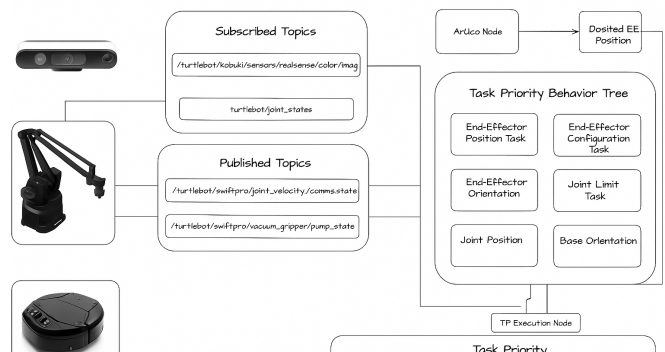 Subscribed Topics
/turtlebot/kobuki/sensors/realsense/color/imag
turtlebot/joint_states
Published Topics
/turtlebot/swiftpro/joint_velocity/comms.state
/turtlebot/swiftpro/vacuum_gripper/pump_state
ArUco Node
Dosited EE
Position
Task Priority Behavior Tree
End-Effector
Position Task
End-Effector
Configuration
Task
End-Effector
Orientation
Joint Limit
Task
Joint Position
Base Orlentation
TP Execution Node
Task Priority